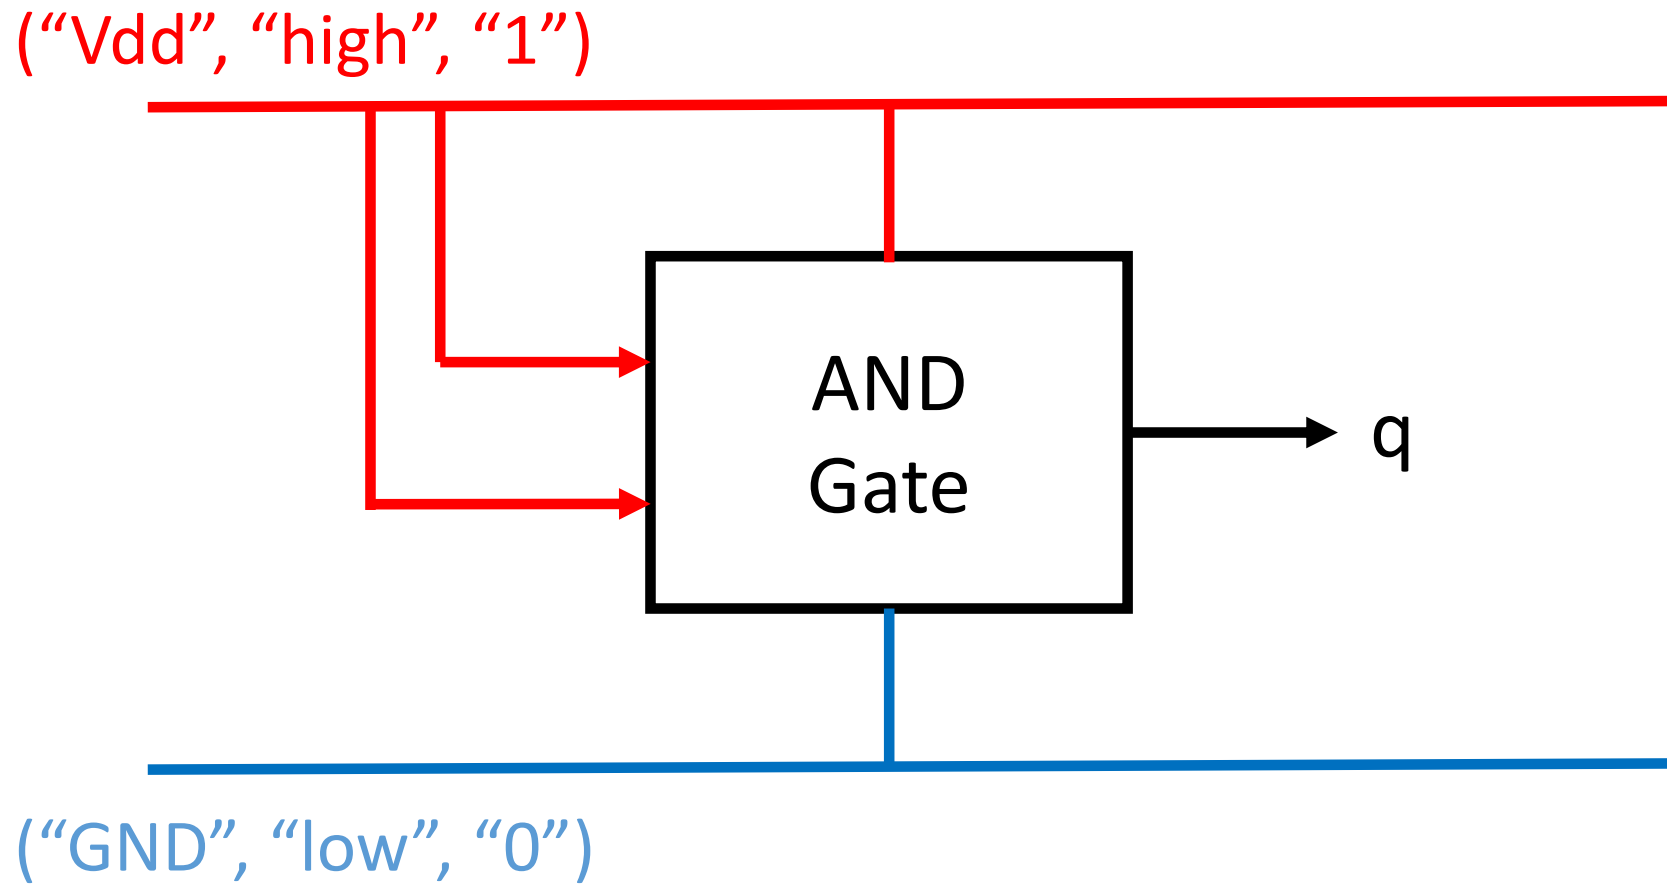 (“Vdd”, “high”, “1”)
AND
Gate
q
(“GND”, “low”, “0”)